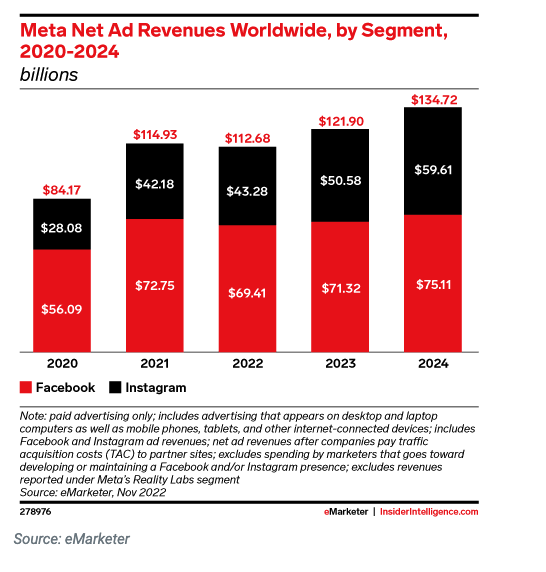 Meta Net Ad Revenues Worldwide, by Segment,
2020-2024
billions
$134.72
$121.90
$114.93
$112.68
$84.17
$59.61
$50.58
$42.18
$43.28
$28.08
$75.11
$72.75
$71.32
$69.41
$56.09
2020 2021 2022 2023 2024
Facebook Instagram
Note: paid advertising only; includes advertising that appears on desktop and laptop
computers as well as mobile phones, tablets, and other internet-connected devices; includes
Facebook and Instagram ad revenues; net ad revenues after companies pay traffic
acquisition costs (TAC) to partner sites; excludes spending by marketers that goes toward
developing or maintaining a Facebook and/or Instagram presence; excludes revenues
reported under Meta's Reality Labs segment
Source: eMarketer, Nov 2022
278976 eMarketer | InsiderIntelligence.com
Source: eMarketer